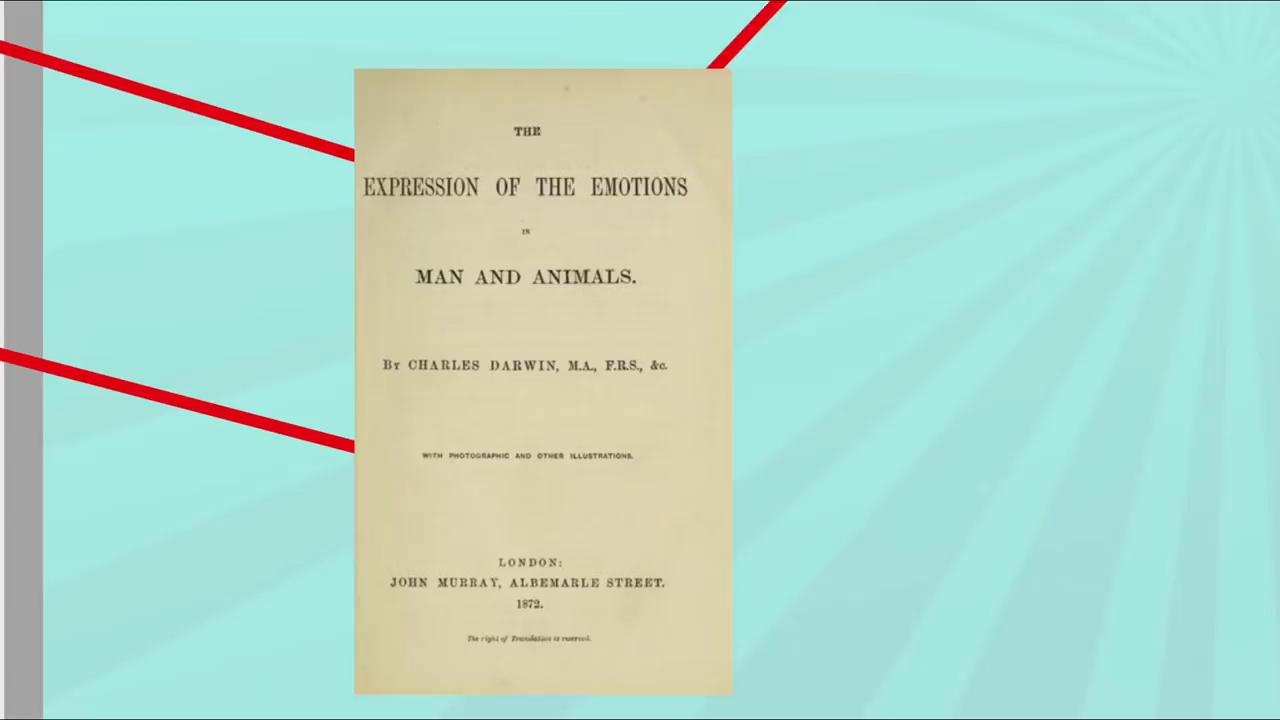 THE
EXPRESSION OF THE EMOTIONS
IN
MAN AND ANIMALS.
By CHARLES DARWIN, M.A., F.R.S., &c.
WITH PHOTOGRAPHIC AND OTHER ILLUSTRATIONS.
LONDON:
JOHN MURRAY, ALBEMARLE STREET.
1872.
The right of Translation is reserved.